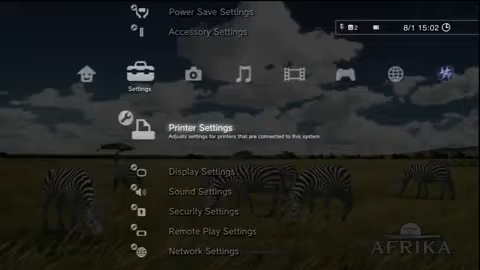 Power Save Settings
Accessory Settings
2
8/1 15:02
Settings
Printer Settings
Adjusts settings for printers that are connected to this system
Display Settings
Sound Settings
Security Settings
Remote Play Settings
Network Settings
AFRIKA